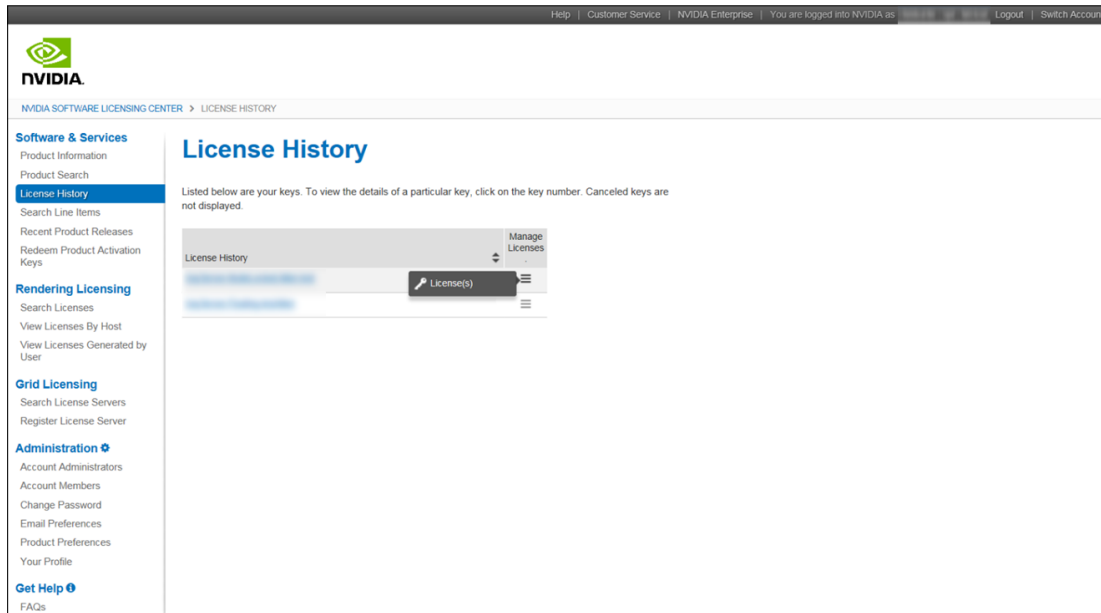 Help | Customer Service | NVIDIA Enterprise | You are logged into NVIDIA as Logout | Switch Accoun
NVIDIA.
NVIDIA SOFTWARE LICENSING CENTER > LICENSE HISTORY
Software & Services
Product Information
Product Search
License History
Search Line Items
Recent Product Releases
Redeem Product Activation
Keys
Rendering Licensing
Search Licenses
View Licenses By Host
View Licenses Generated by
User
Grid Licensing
Search License Servers
Register License Server
Administration
Account Administrators
Account Members
Change Password
Email Preferences
Product Preferences
Your Profile
Get Help
FAQs
License History
Listed below are your keys. To view the details of a particular key, click on the key number. Canceled keys are
not displayed.
License History
Manage
Licenses
.
License(s)